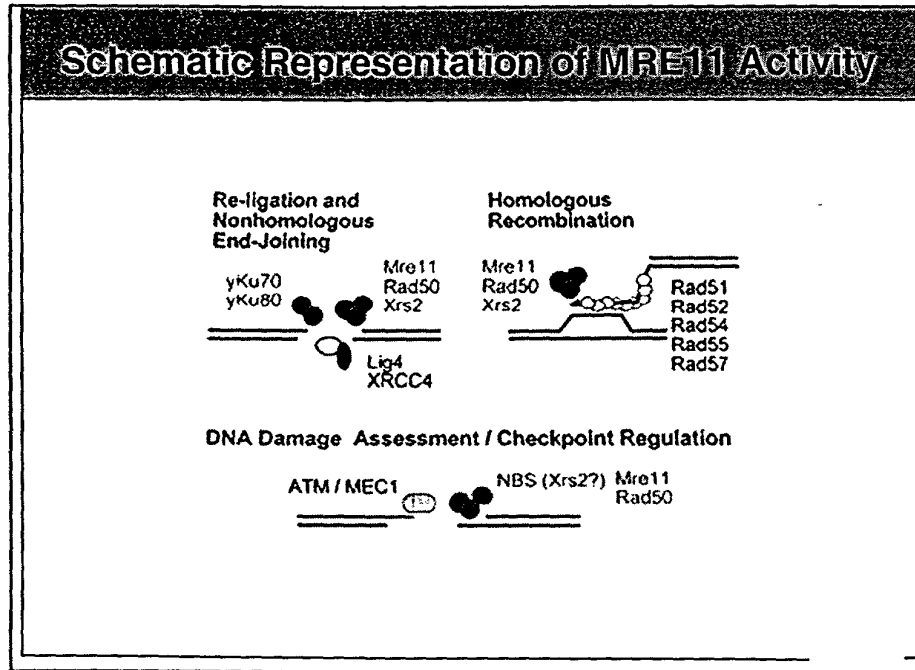 Schematic Representation of MRE11 Activity
Re-ligation and
Nonhomologous
End-Joining
yKu70
yKu80
Mre11
Rad50
Xrs2
Lig4
XRCC4
Homologous
Recombination
Mre11
Rad50
Xrs2
Rad51
Rad52
Rad54
Rad55
Rad57
DNA Damage Assessment / Checkpoint Regulation
ATM / MEC1
NBS (Xrs2?)
Mre11
Rad50